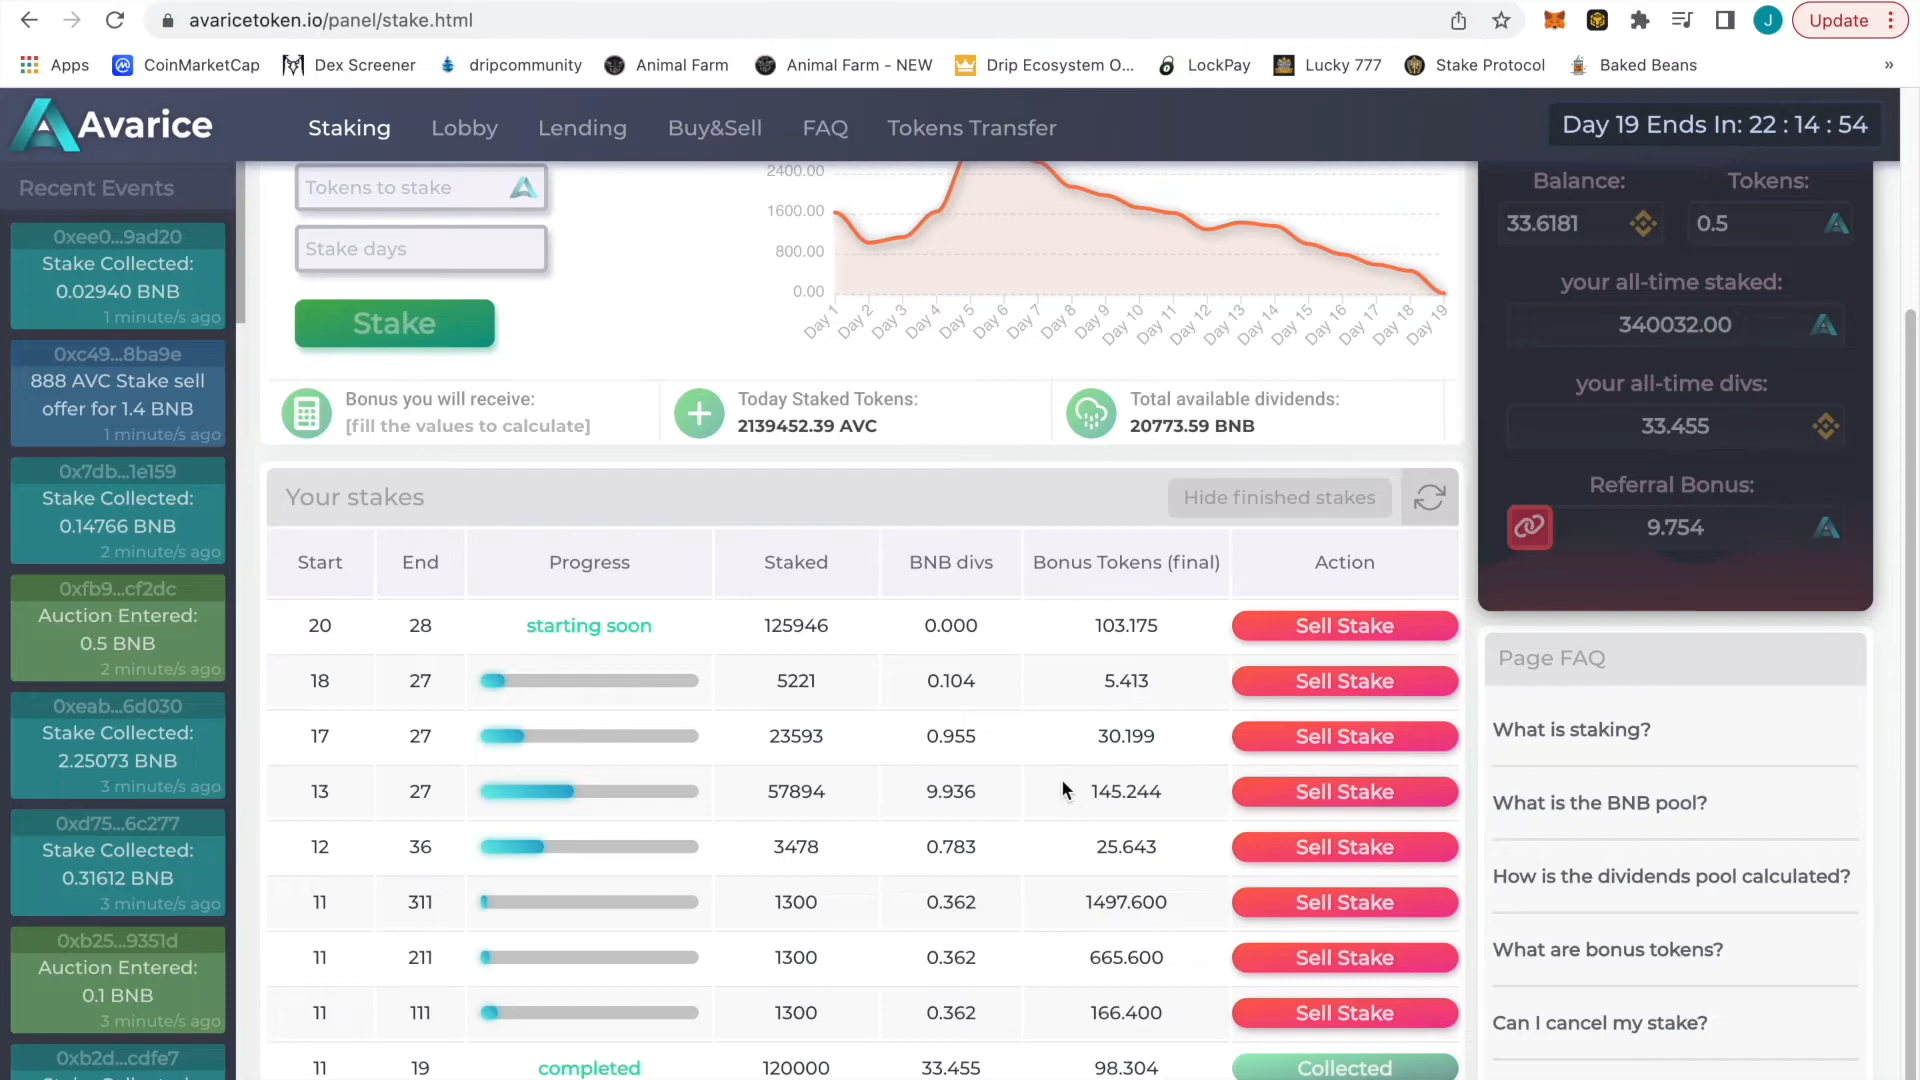 avaricetoken.io/panel/stake.html
J
Update
Apps
CoinMarketCap
Dex Screener
dripcommunity
Animal Farm
Animal Farm - NEW
Drip Ecosystem O...
LockPay
Lucky 777
Stake Protocol
Baked Beans
»
Avarice
Staking
Lobby
Lending
Buy&Sell
FAQ
Tokens Transfer
Day 19 Ends In: 22 : 14 : 54
Recent Events
0xee0...9ad20
Stake Collected:
0.02940 BNB
1 minute/s ago
0xc49...8ba9e
888 AVC Stake sell
offer for 1.4 BNB
1 minute/s ago
0x7db...1e159
Stake Collected:
0.14766 BNB
2 minute/s ago
0xfb9...cf2dc
Auction Entered:
0.5 BNB
2 minute/s ago
0xeab...6d030
Stake Collected:
2.25073 BNB
3 minute/s ago
0xd75...6c277
Stake Collected:
0.31612 BNB
3 minute/s ago
0xb25...9351d
Auction Entered:
0.1 BNB
3 minute/s ago
0xb2d...cdfe7
Tokens to stake
Stake days
Stake
2400.00
1600.00
800.00
0.00
Day 1
Day 2
Day 3
Day 4
Day 5
Day 6
Day 7
Day 8
Day 9
Day 10
Day 11
Day 12
Day 13
Day 14
Day 15
Day 16
Day 17
Day 18
Day 19
Bonus you will receive:
[fill the values to calculate]
Today Staked Tokens:
2139452.39 AVC
Total available dividends:
20773.59 BNB
Your stakes
Hide finished stakes
Start End Progress Staked BNB divs Bonus Tokens (final) Action
20 28 starting soon 125946 0.000 103.175 Sell Stake
18 27 5221 0.104 5.413 Sell Stake
17 27 23593 0.955 30.199 Sell Stake
13 27 57894 9.936 145.244 Sell Stake
12 36 3478 0.783 25.643 Sell Stake
11 311 1300 0.362 1497.600 Sell Stake
11 211 1300 0.362 665.600 Sell Stake
11 111 1300 0.362 166.400 Sell Stake
11 19 completed 120000 33.455 98.304 Collected
Balance:
Tokens:
33.6181
0.5
your all-time staked:
340032.00
your all-time divs:
33.455
Referral Bonus:
9.754
Page FAQ
What is staking?
What is the BNB pool?
How is the dividends pool calculated?
What are bonus tokens?
Can I cancel my stake?